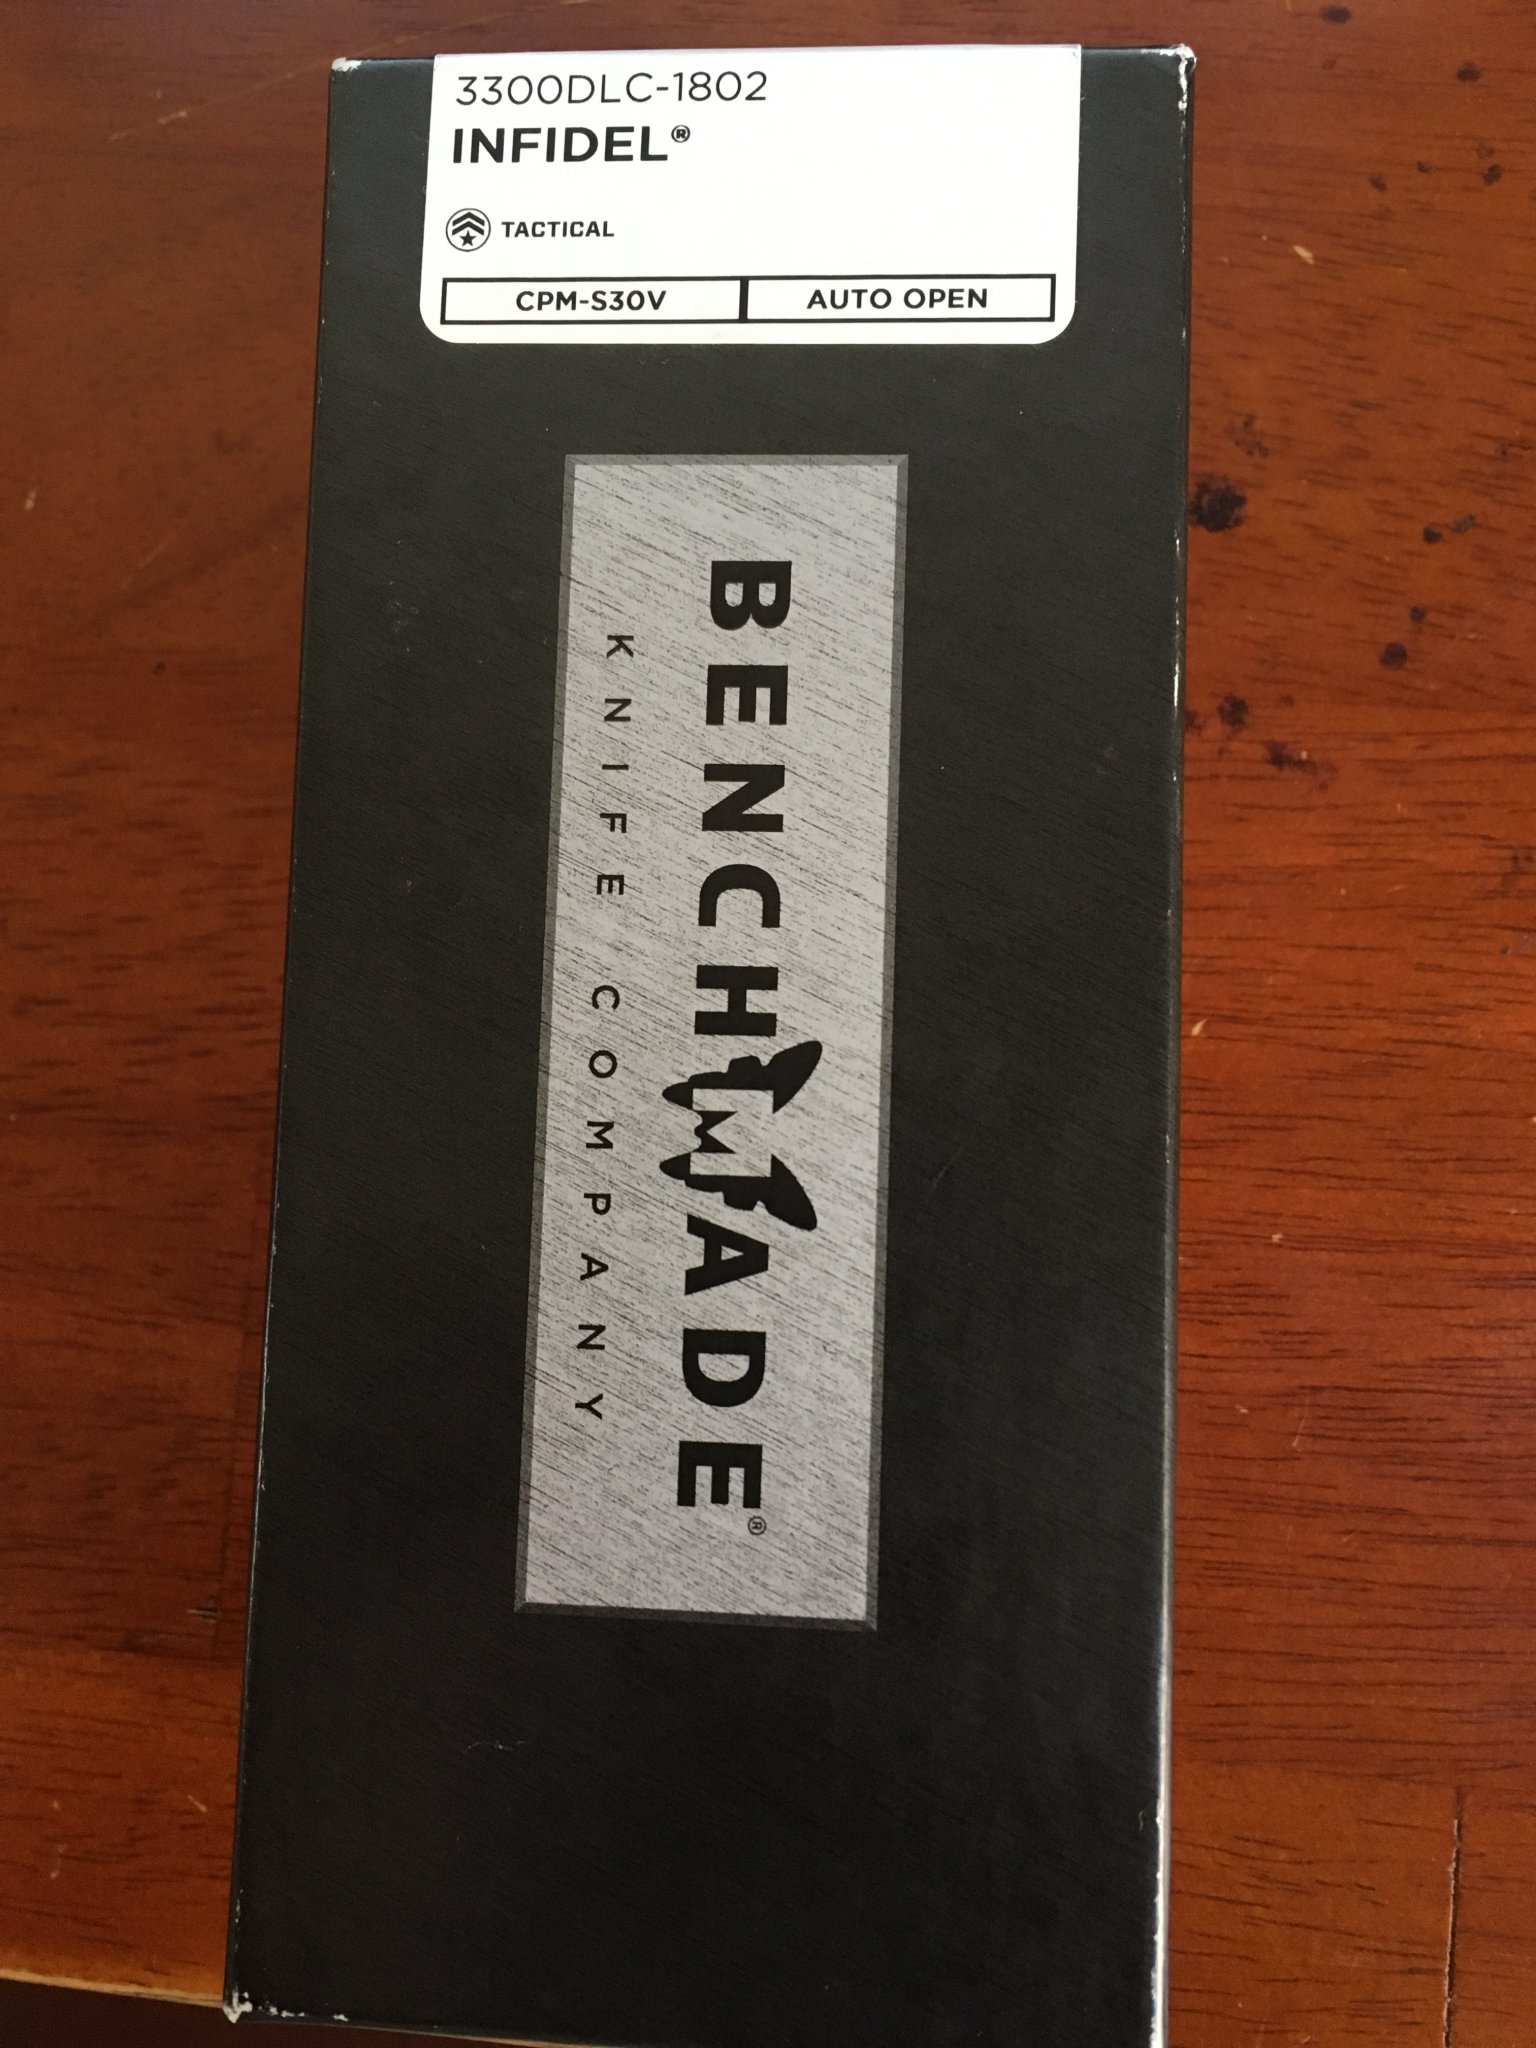 3300DLC-1802
INFIDEL®
TACTICAL
CPM-S30V
AUTO OPEN
BENCHMADE®
KNIFE COMPANY